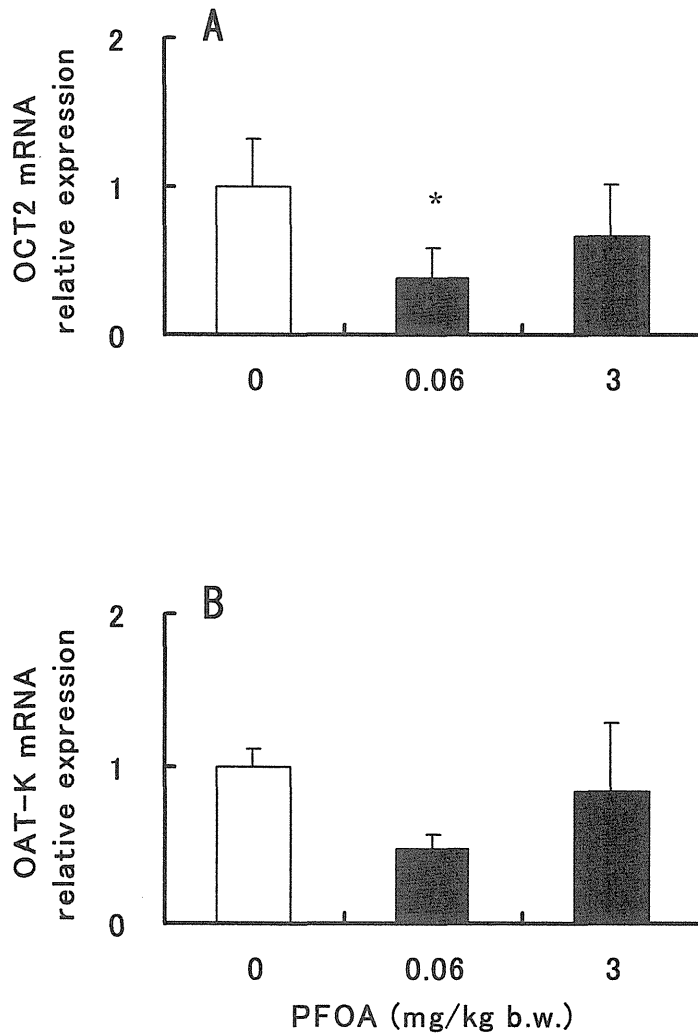 A
2
1
0
OCT2 mRNA
relative expression
*
0 0.06 3
B
2
1
0
OAT-K mRNA
relative expression
0 0.06 3
PFOA (mg/kg b.w.)